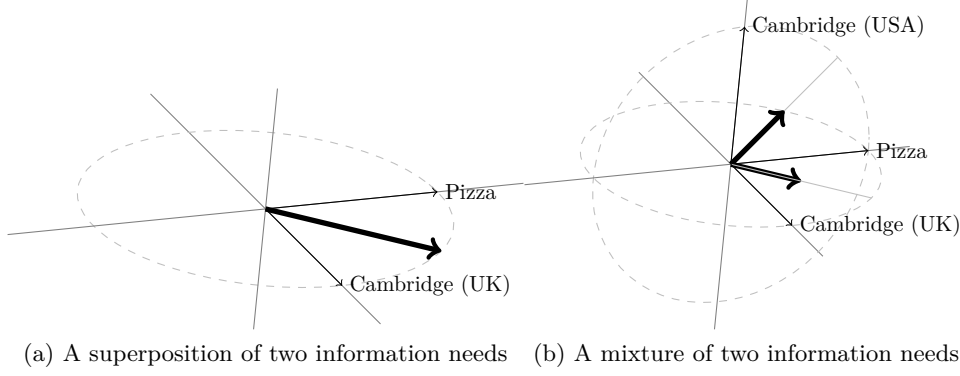 Cambridge (USA)
Pizza
Cambridge (UK)
Pizza
Cambridge (UK)
(a) A superposition of two information needs
(b) A mixture of two information needs